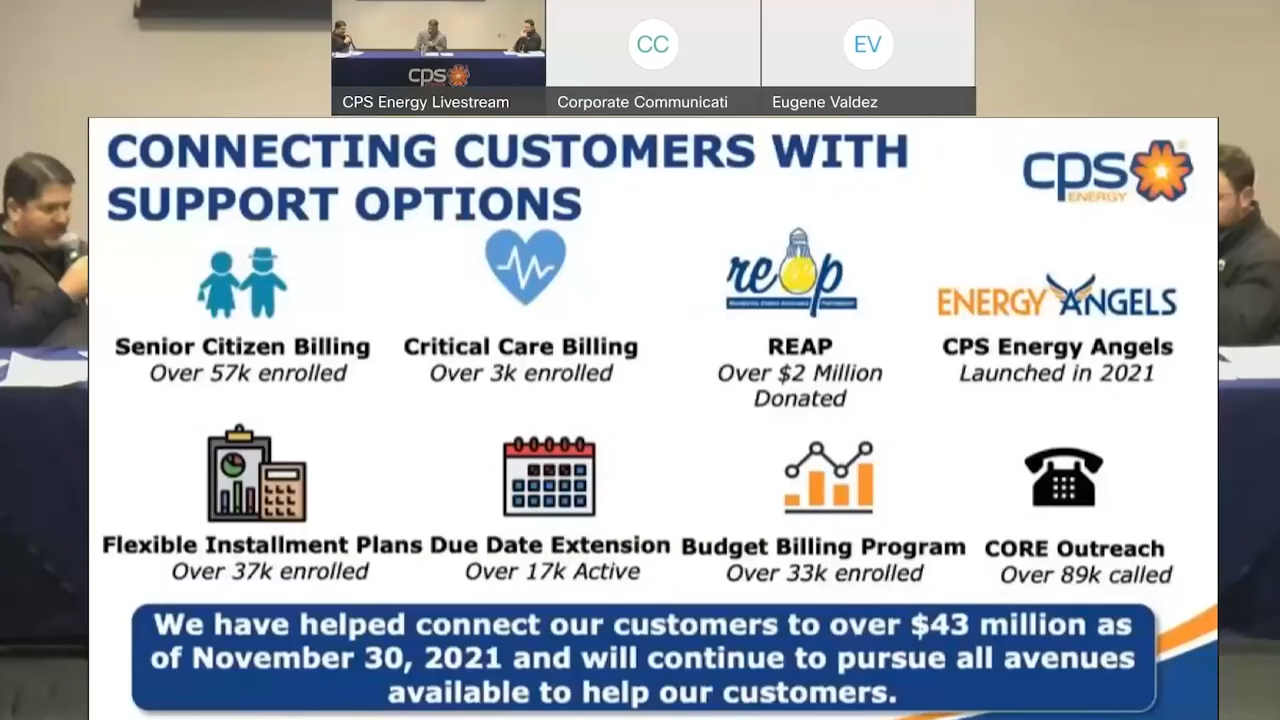 cps
CPS Energy Livestream
CC
Corporate Communicati
EV
Eugene Valdez
CONNECTING CUSTOMERS WITH
SUPPORT OPTIONS
cps
ENERGY
reap
ENERGY ANGELS
Senior Citizen Billing
Over 57k enrolled
Critical Care Billing
Over 3k enrolled
REAP
Over $2 Million
Donated
CPS Energy Angels
Launched in 2021
Flexible Installment Plans
Over 37k enrolled
Due Date Extension
Over 17k Active
Budget Billing Program
Over 33k enrolled
CORE Outreach
Over 89k called
We have helped connect our customers to over $43 million as
of November 30, 2021 and will continue to pursue all avenues
available to help our customers.